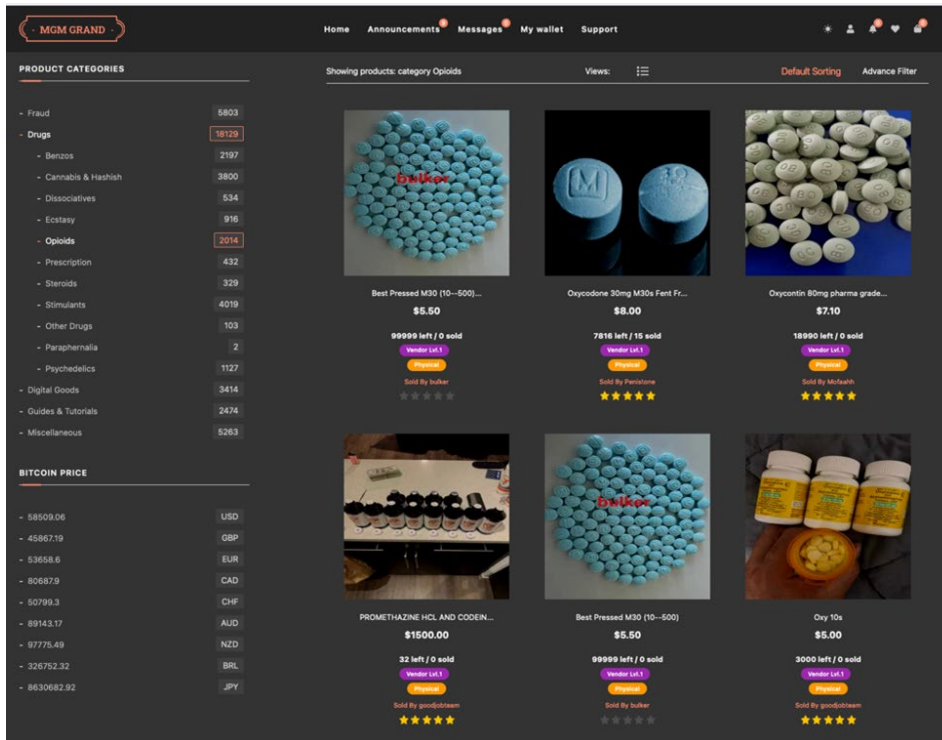 MGM GRAND
Home Announcements 0 Messages 0 My wallet Support
PRODUCT CATEGORIES
- Fraud 5803
- Drugs 18129
- Benzos 2197
- Cannabis & Hashish 3800
- Dissociatives 534
- Ecstasy 916
- Opioids 2014
- Prescription 432
- Steroids 329
- Stimulants 4019
- Other Drugs 103
- Paraphernalia 2
- Psychedelics 1127
- Digital Goods 3414
- Guides & Tutorials 2474
- Miscellaneous 5263
BITCOIN PRICE
- 58509.06 USD
- 45867.19 GBP
- 53658.6 EUR
- 80687.9 CAD
- 50799.3 CHF
- 89143.17 AUD
- 97775.49 NZD
- 326752.32 BRL
- 8630682.92 JPY
Showing products: category Opioids Views: Default Sorting Advance Filter
bulker
Best Pressed M30 (10--500)...
$5.50
99999 left / 0 sold
Vendor Lvl.1
Physical
Sold By bulker
M
30
Oxycodone 30mg M30s Fent Fr...
$8.00
7816 left / 15 sold
Vendor Lvl.1
Physical
Sold By Penistone
Oxycontin 80mg pharma grade...
$7.10
18990 left / 0 sold
Vendor Lvl.1
Physical
Sold By Mcfaahh
PROMETHAZINE HCL AND CODEIN...
$1500.00
32 left / 0 sold
Vendor Lvl.1
Physical
Sold By goodjobteam
bulker
Best Pressed M30 (10--500)
$5.50
99999 left / 0 sold
Vendor Lvl.1
Physical
Sold By bulker
Oxy 10s
$5.00
3000 left / 0 sold
Vendor Lvl.1
Physical
Sold By goodjobteam